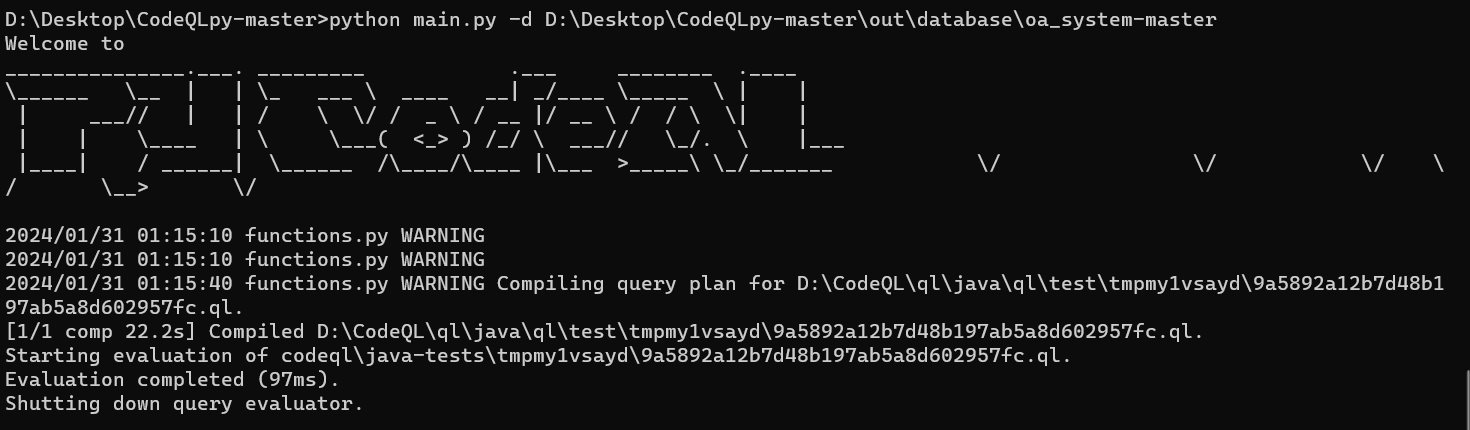 D:\Desktop\CodeQLpy-master>python main.py -d D:\Desktop\CodeQLpy-master\out\database\oa_system-master
Welcome to
_______________.___. _________            .___     ________  .____
\______   \__  |   | \_   ___ \  ____   __| _/____ \_____  \ |    |
 |     ___//   |   | /    \  \/ /  _ \ / __ |/ __ \ /  / \  \|    |
 |    |    \____   | \     \___(  <_> ) /_/ \  ___//   \_/.  \    |___
 |____|    / ______|  \______  /\____/\____ |\___  >_____\ \_/_______            \/                \/            \/    \
/       \__>       \/
2024/01/31 01:15:10 functions.py WARNING
2024/01/31 01:15:10 functions.py WARNING
2024/01/31 01:15:40 functions.py WARNING Compiling query plan for D:\CodeQL\ql\java\ql\test\tmpmy1vsayd\9a5892a12b7d48b1
97ab5a8d602957fc.ql.
[1/1 comp 22.2s] Compiled D:\CodeQL\ql\java\ql\test\tmpmy1vsayd\9a5892a12b7d48b197ab5a8d602957fc.ql.
Starting evaluation of codeql\java-tests\tmpmy1vsayd\9a5892a12b7d48b197ab5a8d602957fc.ql.
Evaluation completed (97ms).
Shutting down query evaluator.